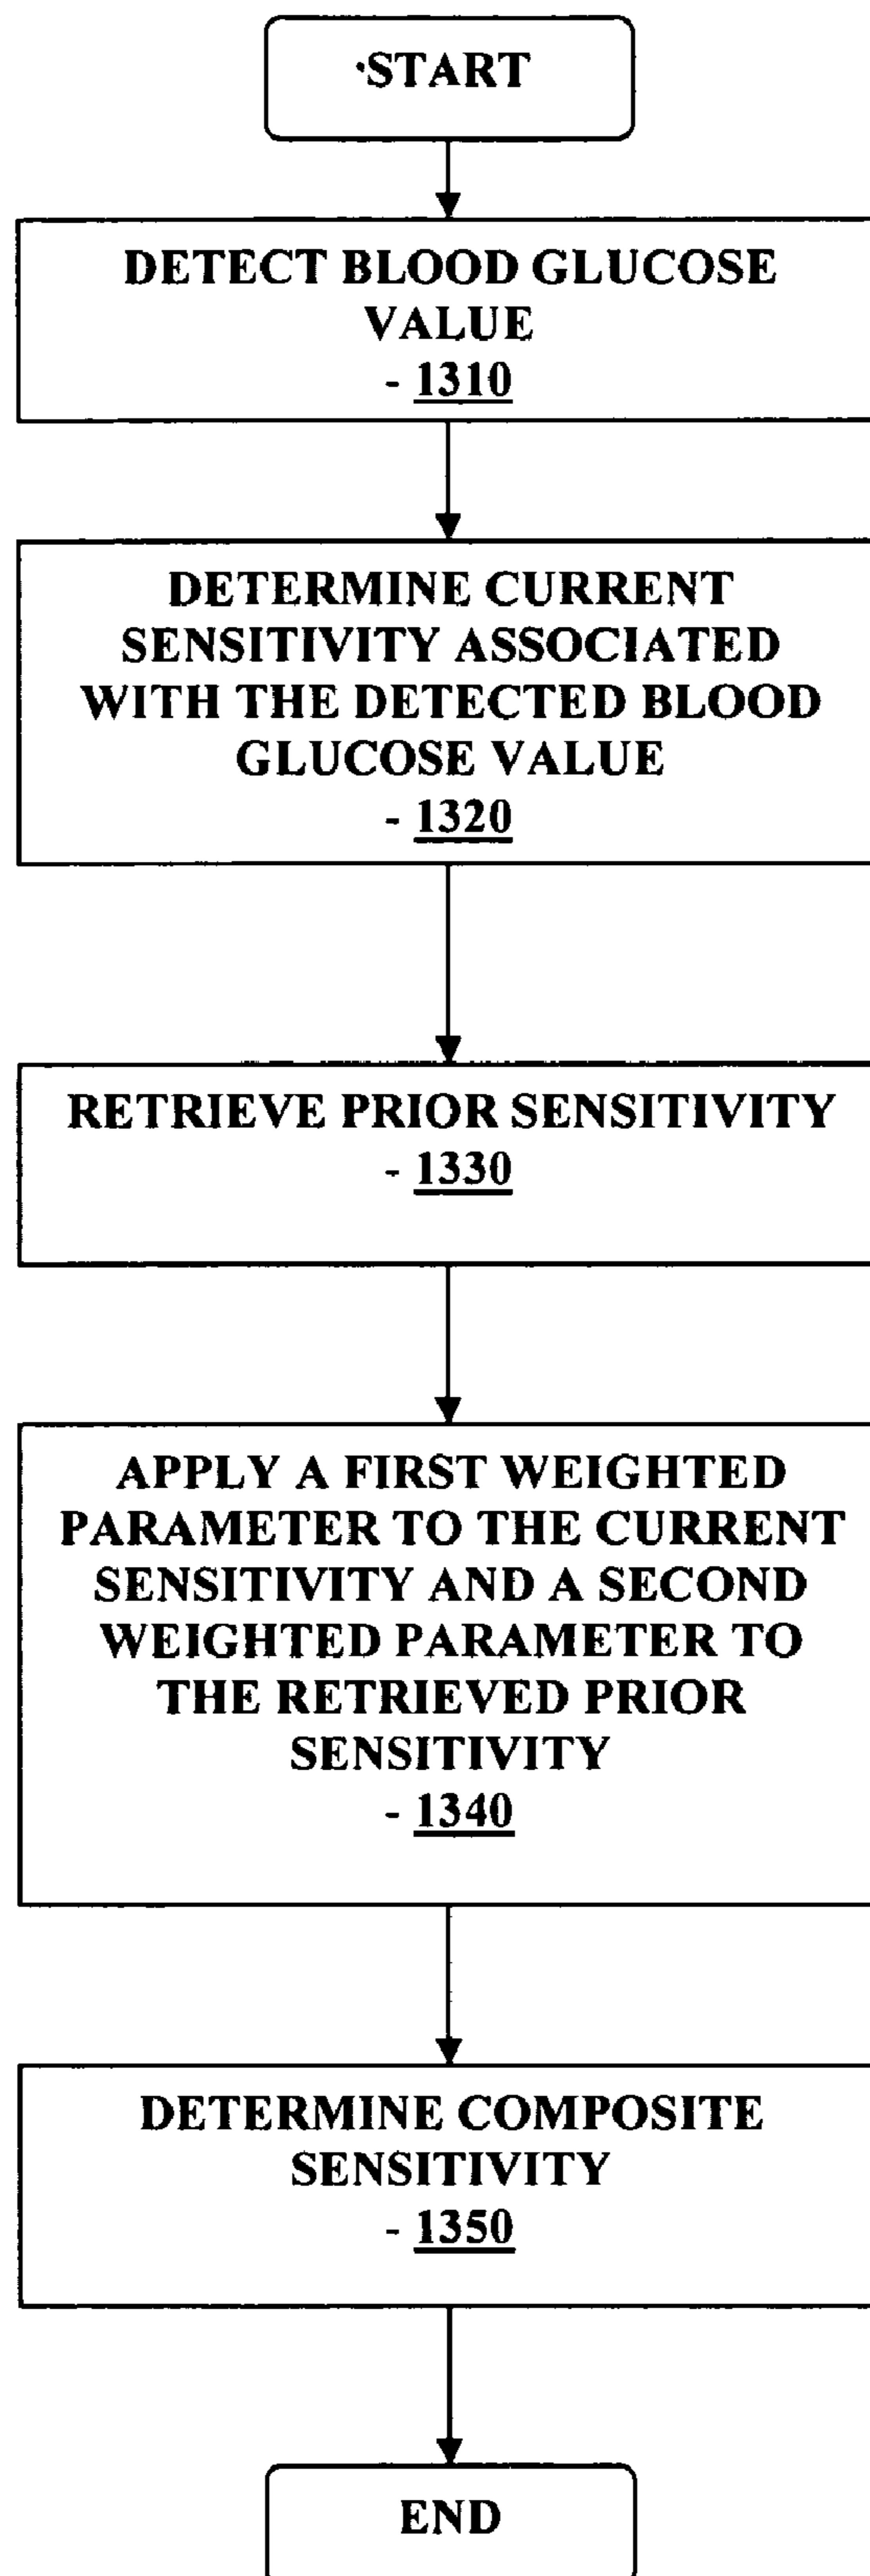 START
DETECT BLOOD GLUCOSE
VALUE
- 1310
DETERMINE CURRENT
SENSITIVITY ASSOCIATED
WITH THE DETECTED BLOOD
GLUCOSE VALUE
- 1320
RETRIEVE PRIOR SENSITIVITY
- 1330
APPLY A FIRST WEIGHTED
PARAMETER TO THE CURRENT
SENSITIVITY AND A SECOND
WEIGHTED PARAMETER TO
THE RETRIEVED PRIOR
SENSITIVITY
- 1340
DETERMINE COMPOSITE
SENSITIVITY
- 1350
END